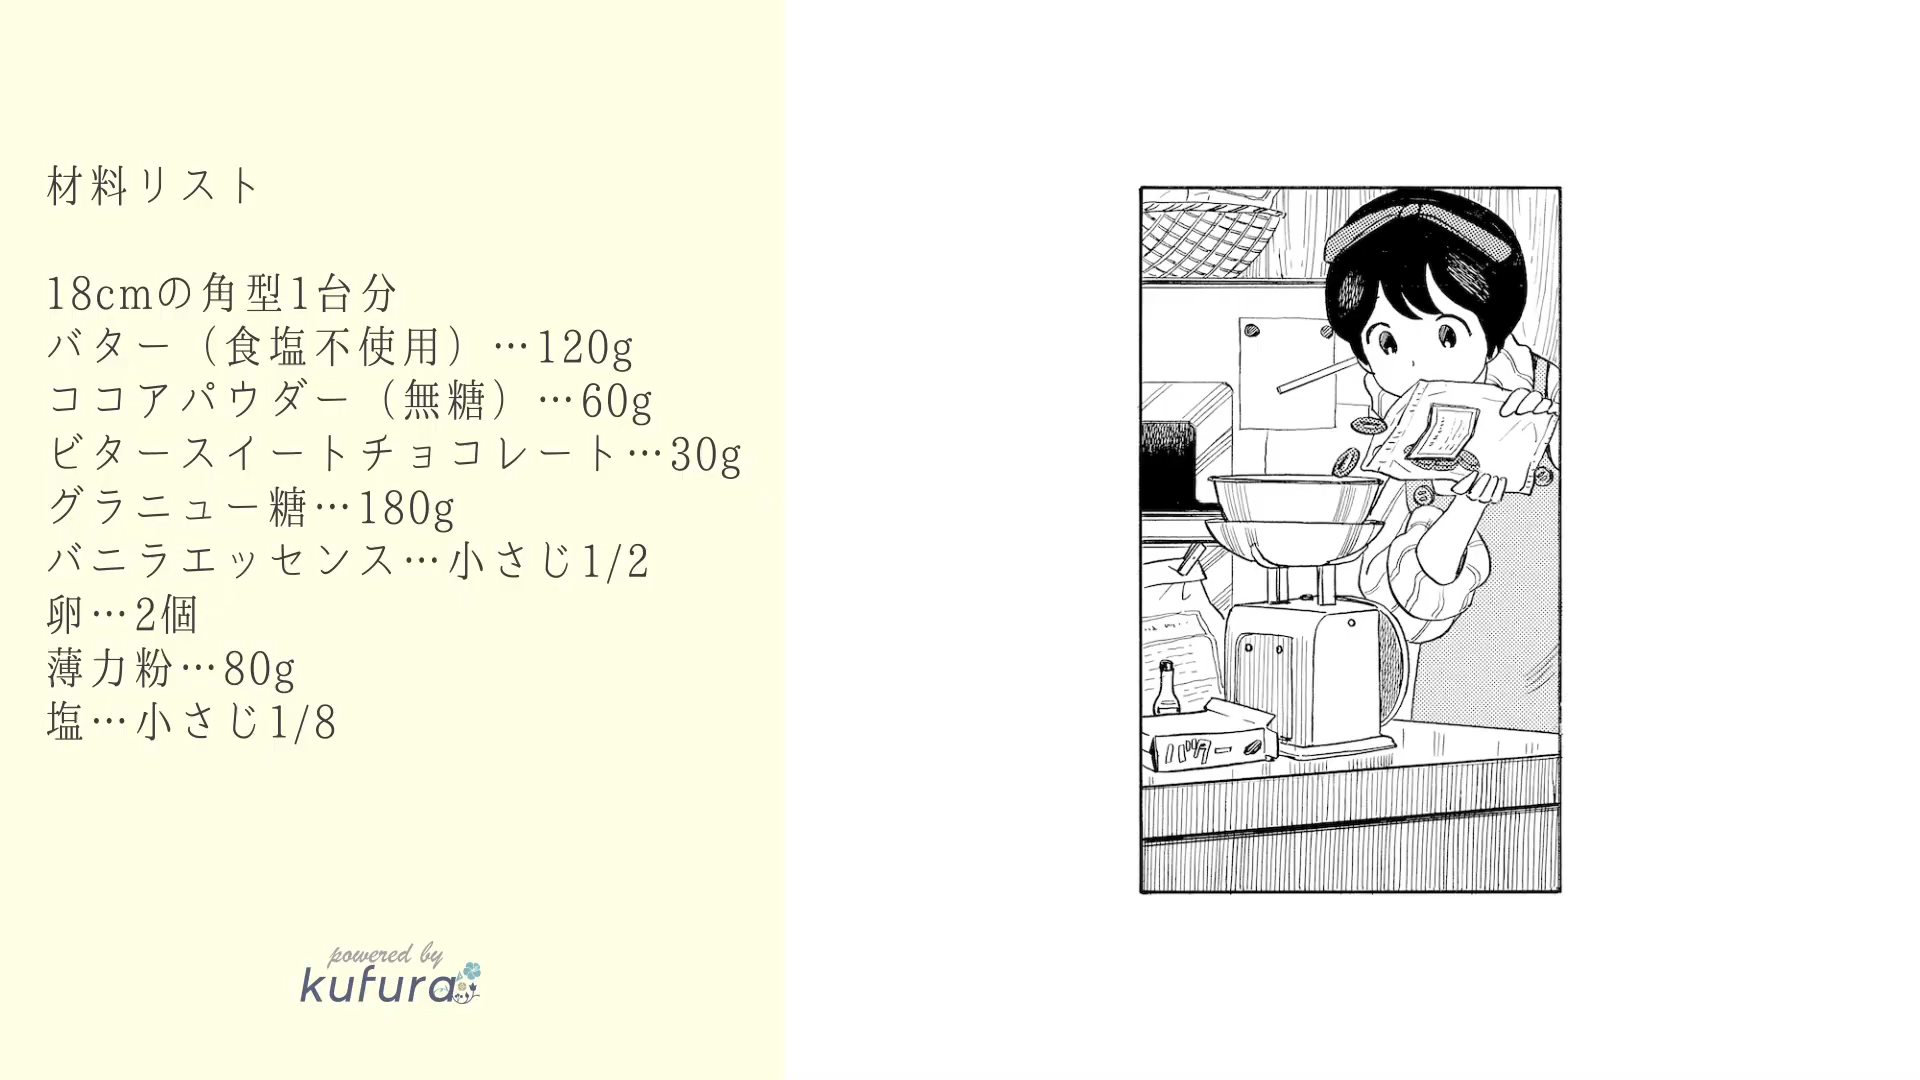 材料リスト
18cmの角型1台分
バター（食塩不使用）…120g
ココアパウダー（無糖）…60g
ビタースイートチョコレート…30g
グラニュー糖…180g
バニラエッセンス…小さじ1/2
卵…2個
薄力粉…80g
塩…小さじ1/8
powered by
kufura